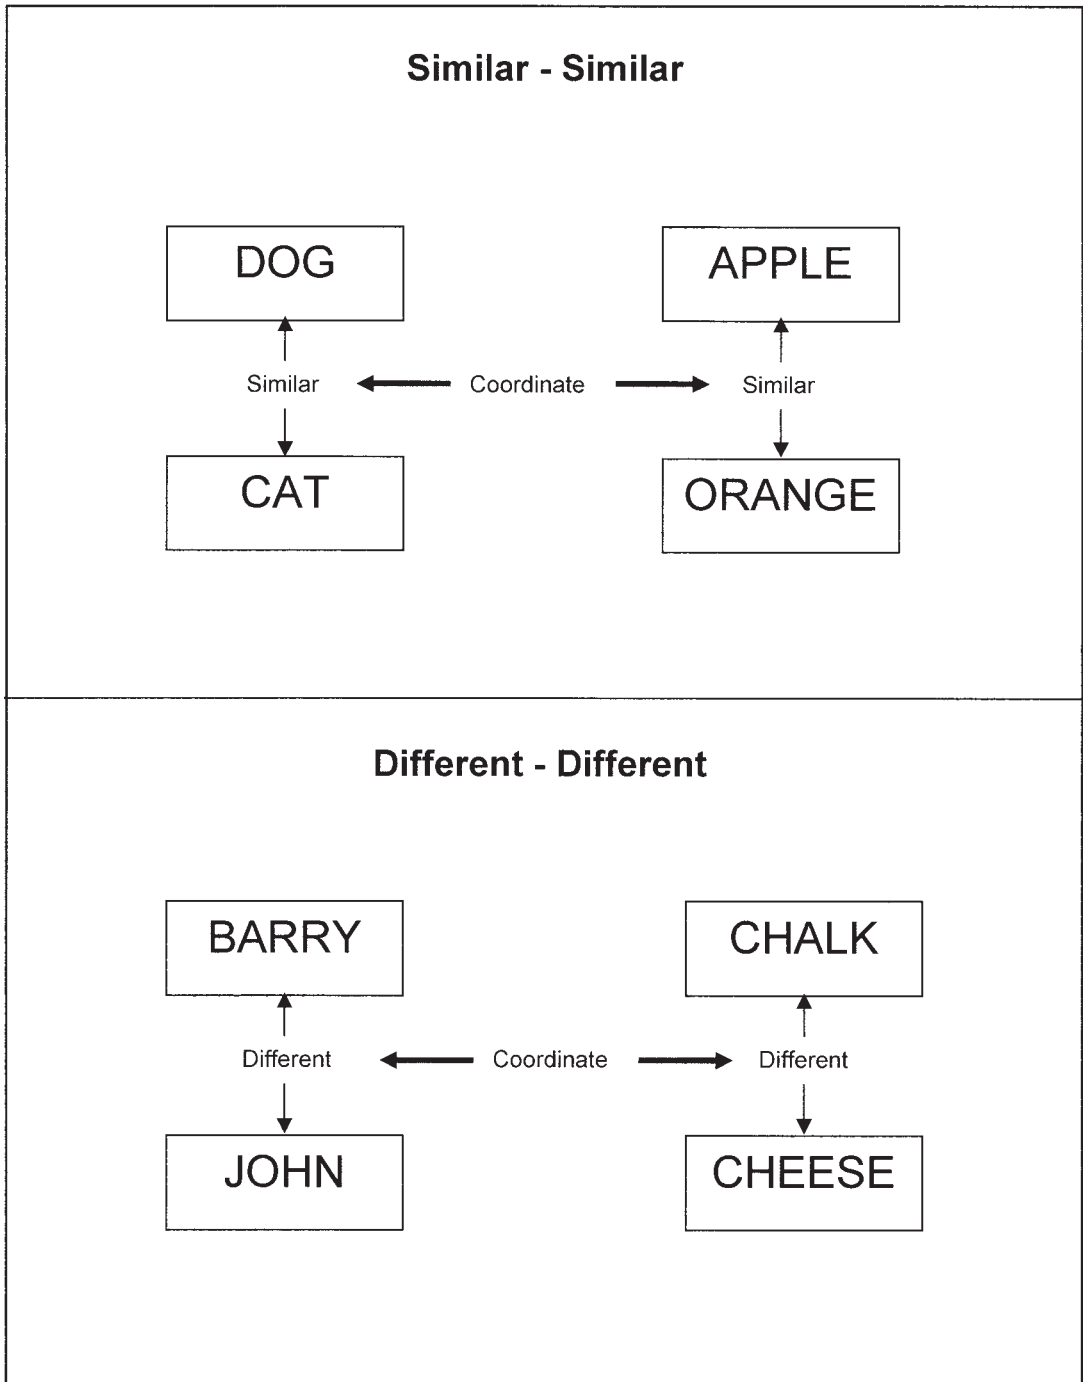 Similar - Similar
DOG
APPLE
Similar
Coordinate
Similar
CAT
ORANGE
Different - Different
BARRY
CHALK
Different
Coordinate
Different
JOHN
CHEESE